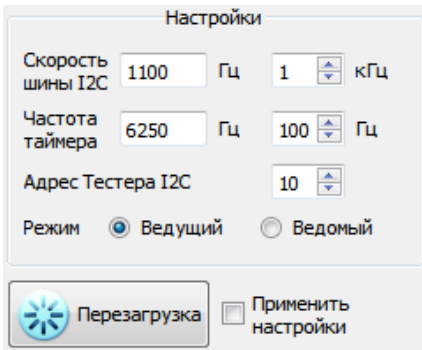 Настройки
Скорость
шины I2C 1100 Гц 1 кГц
Частота
таймера 6250 Гц 100 Гц
Адрес Тестера I2C 10
Режим Ведущий Ведомый
Перезагрузка Применить
настройки